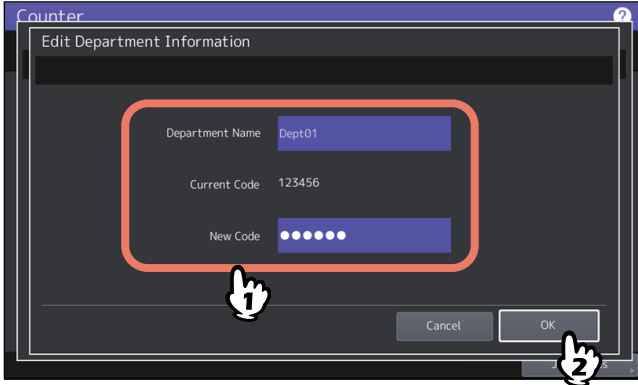 Counter ?
Edit Department Information
Department Name Dept01
Current Code 123456
New Code ●●●●●●
1
Cancel OK
2